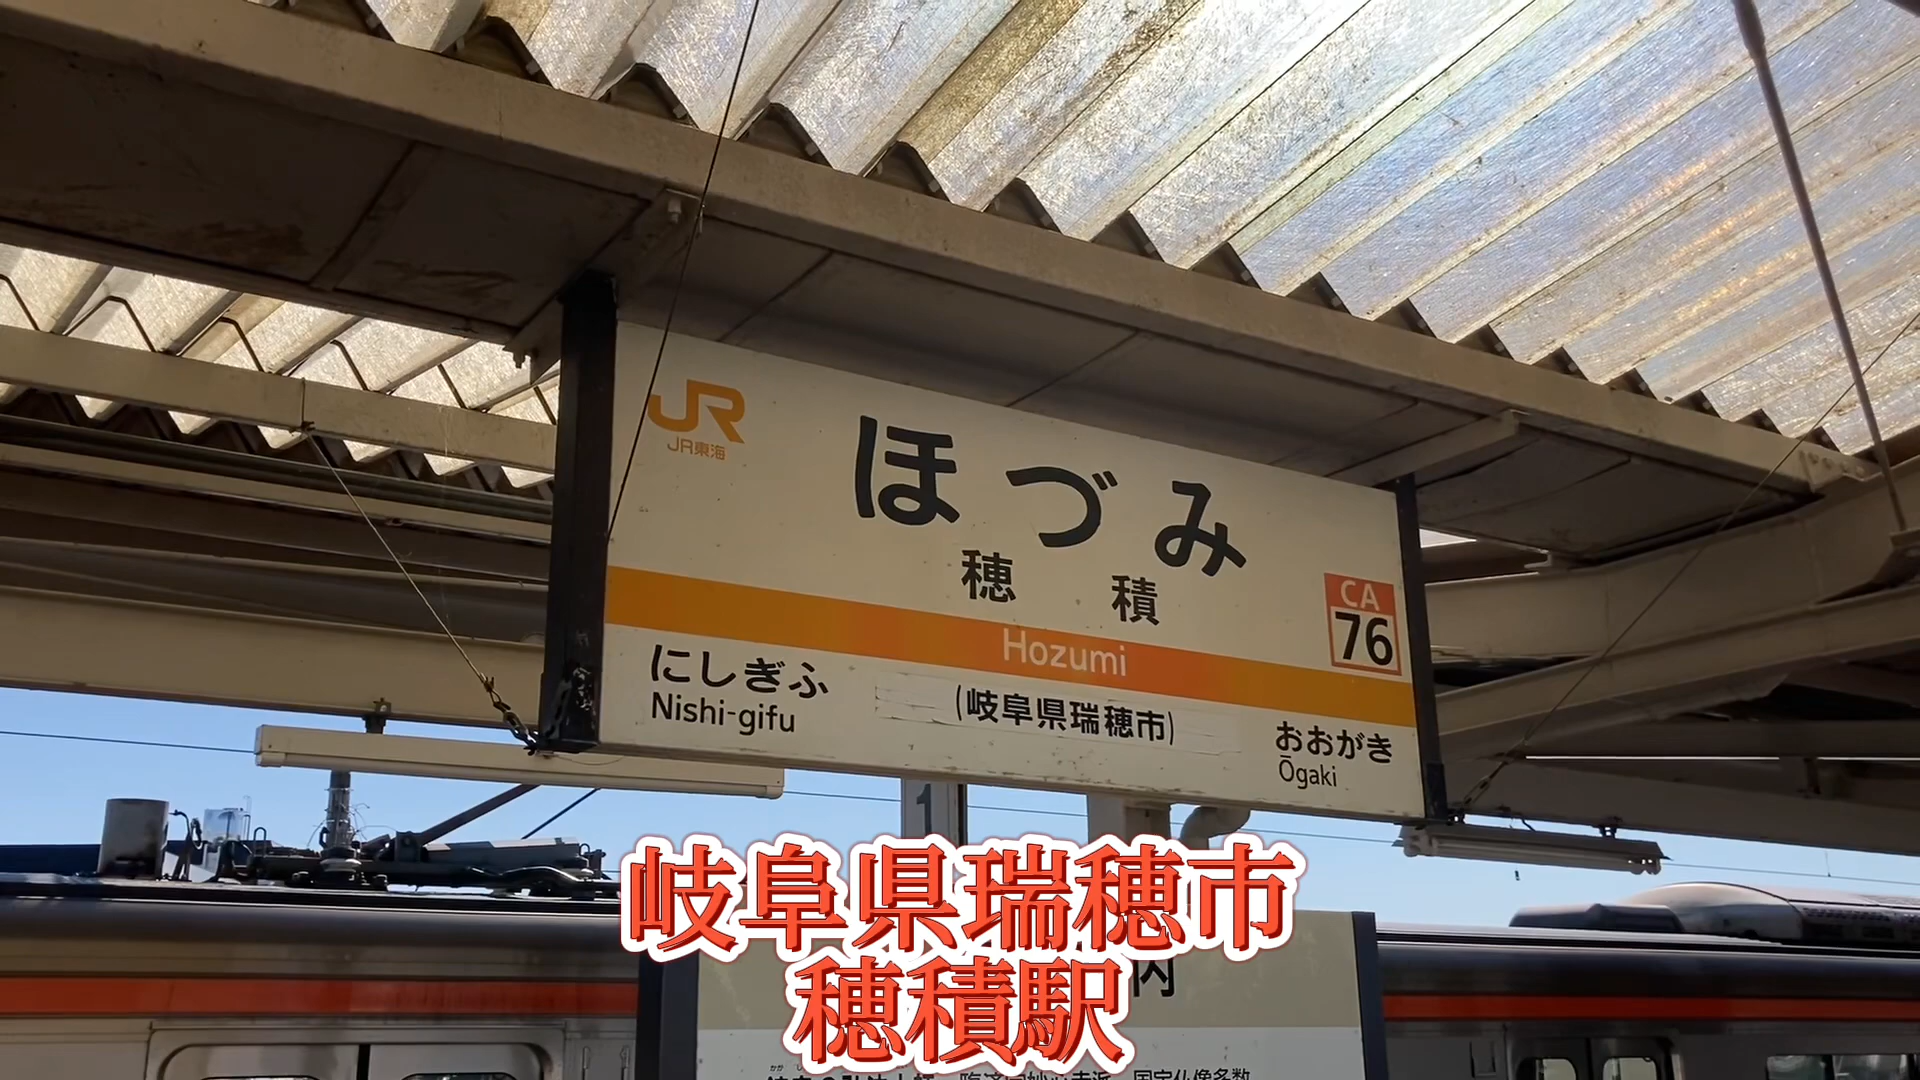 JR
JR東海
ほづみ
穂積
CA
76
Hozumi
にしぎふ
Nishi-gifu
(岐阜県瑞穂市)
おおがき
Ōgaki
1
岐阜県瑞穂市
穂積駅
内